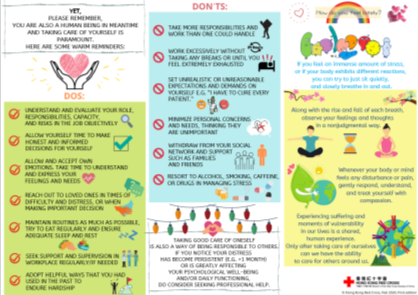 YET,
PLEASE REMEMBER,
YOU ARE ALSO A HUMAN BEING IN MEANTIME
AND TAKING CARE OF YOURSELF IS
PARAMOUNT.
HERE ARE SOME WARM REMINDERS:
DOS:
UNDERSTAND AND EVALUATE YOUR ROLE,
RESPONSIBILITIES, CAPACITY,
AND RISKS IN THE JOB OBJECTIVELY
ALLOW YOURSELF TIME TO MAKE
HONEST AND INFORMED
DECISIONS FOR YOURSELF
ALLOW AND ACCEPT OWN
EMOTIONS, TAKE TIME TO UNDERSTAND
AND EXPRESS YOUR
FEELINGS AND NEEDS
REACH OUT TO LOVED ONES IN TIMES OF
DIFFICULTY AND DISTRESS, OR WHEN
MAKING IMPORTANT DECISION
MAINTAIN ROUTINES AS MUCH AS POSSIBLE,
TRY TO EAT REGULARLY AND ENSURE
ADEQUATE SLEEP AND REST
SEEK SUPPORT AND SUPERVISION IN
WORKPLACE REGULARLY/IF NEEDED
ADOPT HELPFUL WAYS THAT YOU HAD
USED IN THE PAST TO
ENDURE HARDSHIP
DON'TS:
TAKE MORE RESPONSIBILITIES AND
WORK THAN ONE COULD HANDLE
WORK EXCESSIVELY WITHOUT
TAKING ANY BREAKS OR UNTIL YOU
FEEL EXTREMELY EXHAUSTED
SET UNREALISTIC OR UNREASONABLE
EXPECTATIONS AND DEMANDS ON
YOURSELF E.G. "I HAVE TO CURE EVERY
PATIENT."
MINIMIZE PERSONAL CONCERNS
AND NEEDS, THINKING THEY
ARE UNIMPORTANT
WITHDRAW FROM YOUR SOCIAL
NETWORK AND SUPPORT
SUCH AS FAMILIES
AND FRIENDS
RESORT TO ALCOHOL, SMOKING, CAFFEINE,
OR DRUGS IN MANAGING STRESS
TAKING GOOD CARE OF ONESELF
IS ALSO A WAY OF BEING RESPONSIBLE TO OTHERS.
IF YOU NOTICE YOUR DISTRESS
HAS BECOME PERSISTENT (E.G. >1 MONTH)
OR IS GREATLY AFFECTING
YOUR PSYCHOLOGICAL WELL-BEING
AND/OR DAILY FUNCTIONING,
DO CONSIDER SEEKING PROFESSIONAL HELP.
How do you feel lately?
If you feel an immense amount of stress,
or if your body exhibits different reactions,
you can try to just sit quietly,
and slowly breathe in and out.
Along with the rise and fall of each breath,
observe your feelings and thoughts
in a nonjudgmental way.
Whenever your body or mind
feels any disturbance or pain,
gently respond, understand,
and treat yourself with
compassion.
Experiencing suffering and
moments of vulnerability
in our lives is a shared,
human experience.
Only after taking care of ourselves
can we have the ability
to care for others around us.
香港紅十字會
HONG KONG RED CROSS